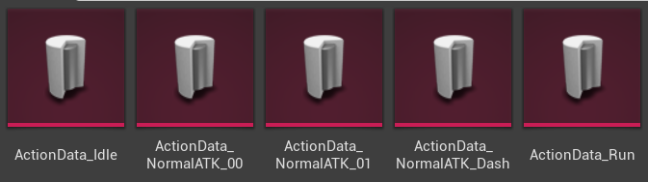 ActionData_Idle
ActionData_
NormalATK_00
ActionData_
NormalATK_01
ActionData_
NormalATK_Dash
ActionData_Run